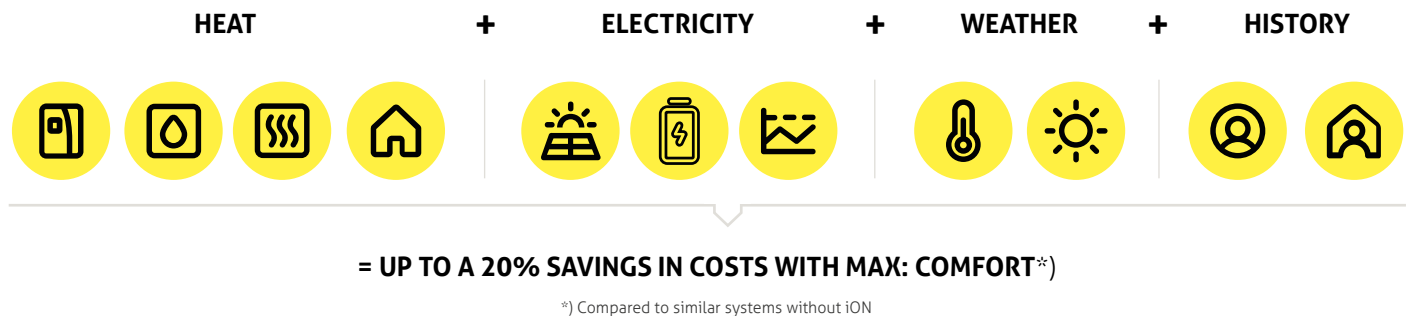 HEAT + ELECTRICITY + WEATHER + HISTORY
= UP TO A 20% SAVINGS IN COSTS WITH MAX: COMFORT*)
*) Compared to similar systems without iON